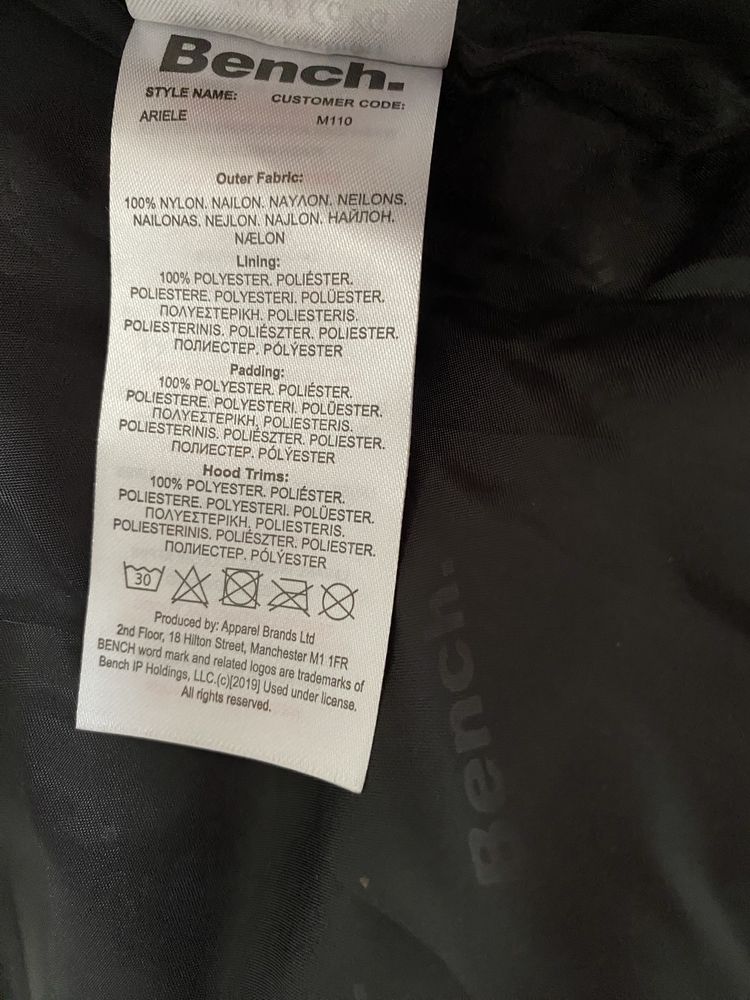 Bench.
STYLE NAME: CUSTOMER CODE:
ARIELE M110
Outer Fabric:
100% NYLON. NAILON. ΝΑΥΛΟΝ. NEILONS.
NAILONAS. NEJLON. NAJLON. НАЙЛОН.
NÆLON
Lining:
100% POLYESTER. POLIÉSTER.
POLIESTERE. POLYESTERI. POLÜESTER.
ΠΟΛΥΕΣΤΕΡΙΚΗ. POLIESTERIS.
POLIESTERINIS. POLIÉSZTER. POLIESTER.
ПОЛИЕСТЕР. PÓLÝESTER
Padding:
100% POLYESTER. POLIÉSTER.
POLIESTERE. POLYESTERI. POLÜESTER.
ΠΟΛΥΕΣΤΕΡΙΚΗ, POLIESTERIS.
POLIESTERINIS. POLIÉSZTER. POLIESTER.
ПОЛИЕСТЕР. PÓLÝESTER
Hood Trims:
100% POLYESTER. POLIÉSTER.
POLIESTERE. POLYESTERI. POLÜESTER.
ΠΟΛΥΕΣΤΕΡΙΚΗ, POLIESTERIS.
POLIESTERINIS. POLIÉSZTER. POLIESTER.
ПОЛИЕСТЕР. PÓLÝESTER
30
Produced by: Apparel Brands Ltd
2nd Floor, 18 Hilton Street, Manchester M1 1FR
BENCH word mark and related logos are trademarks of
Bench IP Holdings, LLC.(c)[2019] Used under license.
All rights reserved.
Bench.